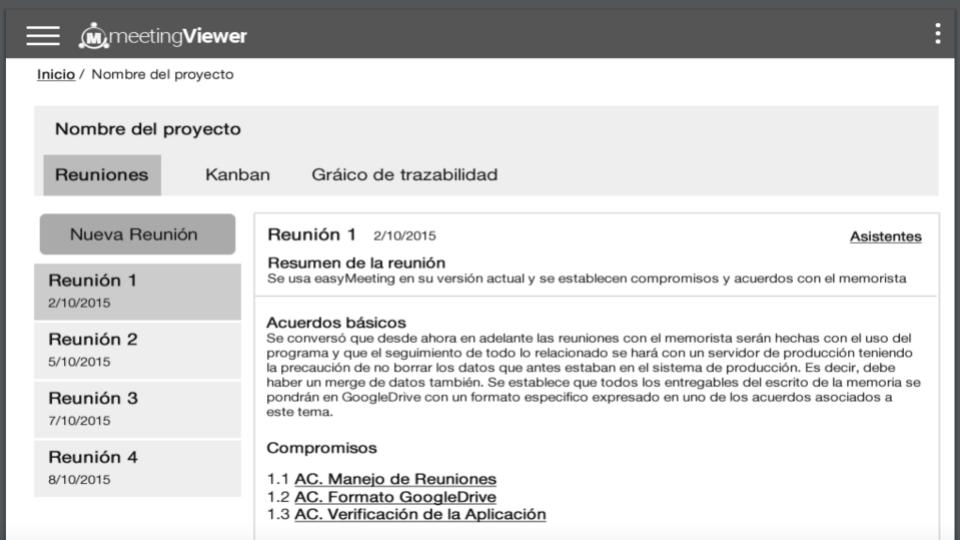 meetingViewer
Inicio / Nombre del proyecto
Nombre del proyecto
Reuniones Kanban Gráico de trazabilidad
Nueva Reunión
Reunión 1
2/10/2015
Reunión 2
5/10/2015
Reunión 3
7/10/2015
Reunión 4
8/10/2015
Reunión 1 2/10/2015 Asistentes
Resumen de la reunión
Se usa easyMeeting en su versión actual y se establecen compromisos y acuerdos con el memorista
Acuerdos básicos
Se conversó que desde ahora en adelante las reuniones con el memorista serán hechas con el uso del
programa y que el seguimiento de todo lo relacionado se hará con un servidor de producción teniendo
la precaución de no borrar los datos que antes estaban en el sistema de producción. Es decir, debe
haber un merge de datos también. Se establece que todos los entregables del escrito de la memoria se
pondrán en GoogleDrive con un formato especifico expresado en uno de los acuerdos asociados a
este tema.
Compromisos
1.1 AC. Manejo de Reuniones
1.2 AC. Formato GoogleDrive
1.3 AC. Verificación de la Aplicación